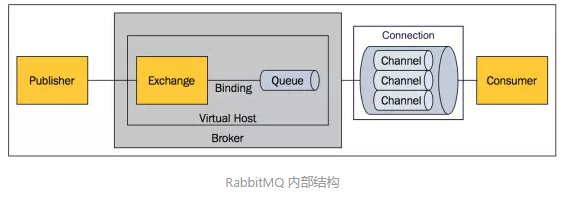 Connection
Channel
Publisher
Exchange
Queue
Channel
Consumer
Binding
Channel
Virtual Host
Broker
RabbitMQ 内部结构